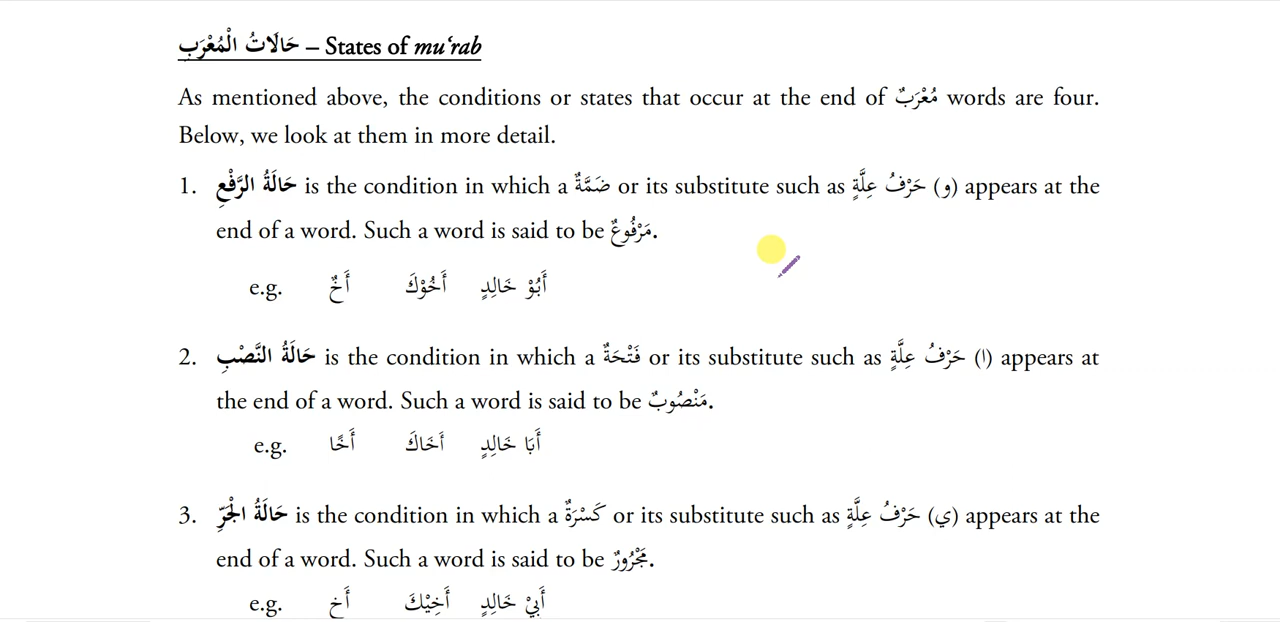 حَالَاتُ الْمُعْرَبِ – States of mu‘rab
As mentioned above, the conditions or states that occur at the end of مُعْرَبٌ words are four.
Below, we look at them in more detail.
1. حَالَةُ الرَّفْعِ is the condition in which a ضَمَّةٌ or its substitute such as حَرْفُ عِلَّةٍ (و) appears at the
end of a word. Such a word is said to be مَرْفُوعٌ.
e.g. أَخٌ أَخُوْكَ أَبُوْ خَالِدٍ
2. حَالَةُ النَّصْبِ is the condition in which a فَتْحَةٌ or its substitute such as حَرْفُ عِلَّةٍ (ا) appears at
the end of a word. Such a word is said to be مَنْصُوبٌ.
e.g. أَخًا أَخَاكَ أَبَا خَالِدٍ
3. حَالَةُ الْجَرِّ is the condition in which a كَسْرَةٌ or its substitute such as حَرْفُ عِلَّةٍ (ي) appears at the
end of a word. Such a word is said to be مَجْرُورٌ.
e.g. أَخ أَخِيْكَ أَبِيْ خَالِدٍ